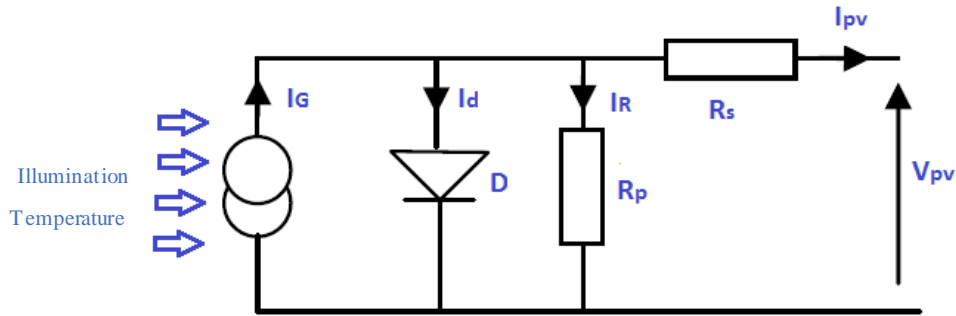 Ipv
IG
Id
IR
Rs
Illumination
Temperature
D
Rp
Vpv